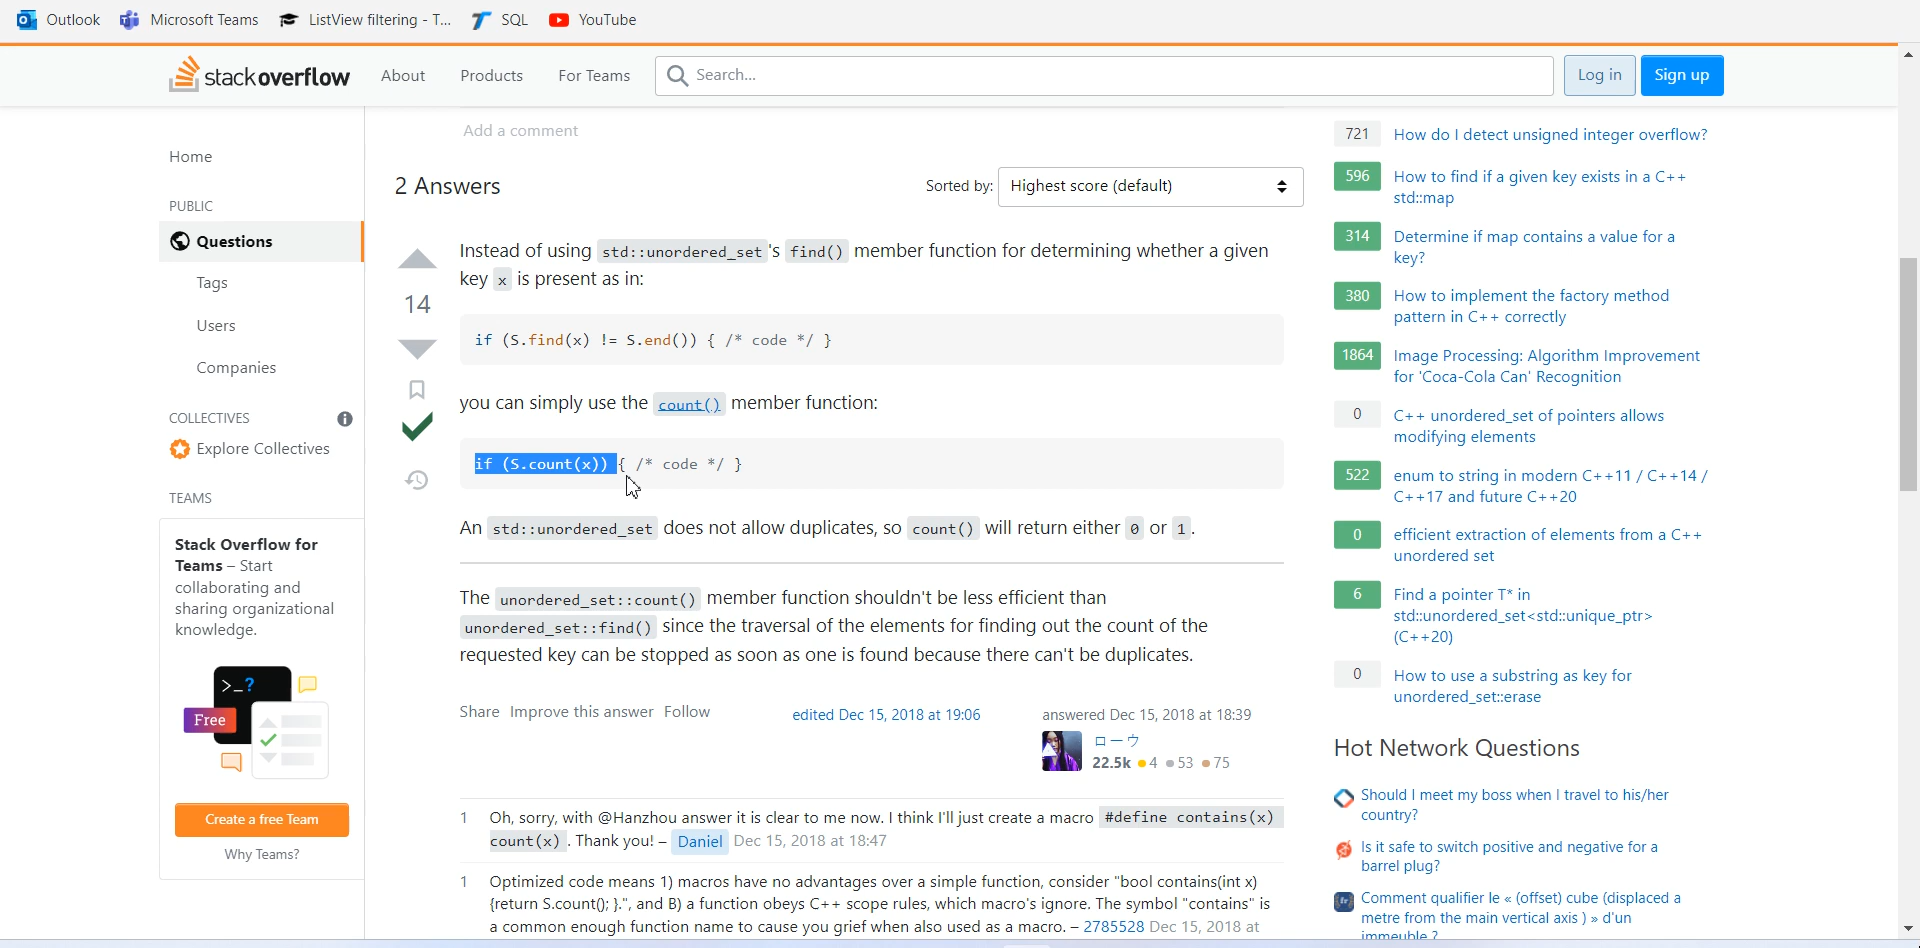 Outlook Microsoft Teams ListView filtering - T... SQL YouTube
stackoverflow About Products For Teams Search... Log in Sign up
Home
PUBLIC
Questions
Tags
Users
Companies
COLLECTIVES
Explore Collectives
TEAMS
Stack Overflow for
Teams – Start
collaborating and
sharing organizational
knowledge.
>_?
Free
Create a free Team
Why Teams?
Add a comment
2 Answers
Sorted by: Highest score (default)
14
Instead of using std::unordered_set 's find() member function for determining whether a given
key x is present as in:
if (S.find(x) != S.end()) { /* code */ }
you can simply use the count() member function:
if (S.count(x)) { /* code */ }
An std::unordered_set does not allow duplicates, so count() will return either 0 or 1.
The unordered_set::count() member function shouldn't be less efficient than
unordered_set::find() since the traversal of the elements for finding out the count of the
requested key can be stopped as soon as one is found because there can't be duplicates.
Share Improve this answer Follow
edited Dec 15, 2018 at 19:06
answered Dec 15, 2018 at 18:39
ローウ
22.5k 4 53 75
1 Oh, sorry, with @Hanzhou answer it is clear to me now. I think I'll just create a macro #define contains(x)
count(x) . Thank you! – Daniel Dec 15, 2018 at 18:47
1 Optimized code means 1) macros have no advantages over a simple function, consider "bool contains(int x)
{return S.count(); }.", and B) a function obeys C++ scope rules, which macro's ignore. The symbol "contains" is
a common enough function name to cause you grief when also used as a macro. – 2785528 Dec 15, 2018 at
721 How do I detect unsigned integer overflow?
596 How to find if a given key exists in a C++
std::map
314 Determine if map contains a value for a
key?
380 How to implement the factory method
pattern in C++ correctly
1864 Image Processing: Algorithm Improvement
for 'Coca-Cola Can' Recognition
0 C++ unordered_set of pointers allows
modifying elements
522 enum to string in modern C++11 / C++14 /
C++17 and future C++20
0 efficient extraction of elements from a C++
unordered set
6 Find a pointer T* in
std::unordered_set<std::unique_ptr>
(C++20)
0 How to use a substring as key for
unordered_set::erase
Hot Network Questions
Should I meet my boss when I travel to his/her
country?
Is it safe to switch positive and negative for a
barrel plug?
Comment qualifier le « (offset) cube (displaced a
metre from the main vertical axis ) » d'un
immeuble ?